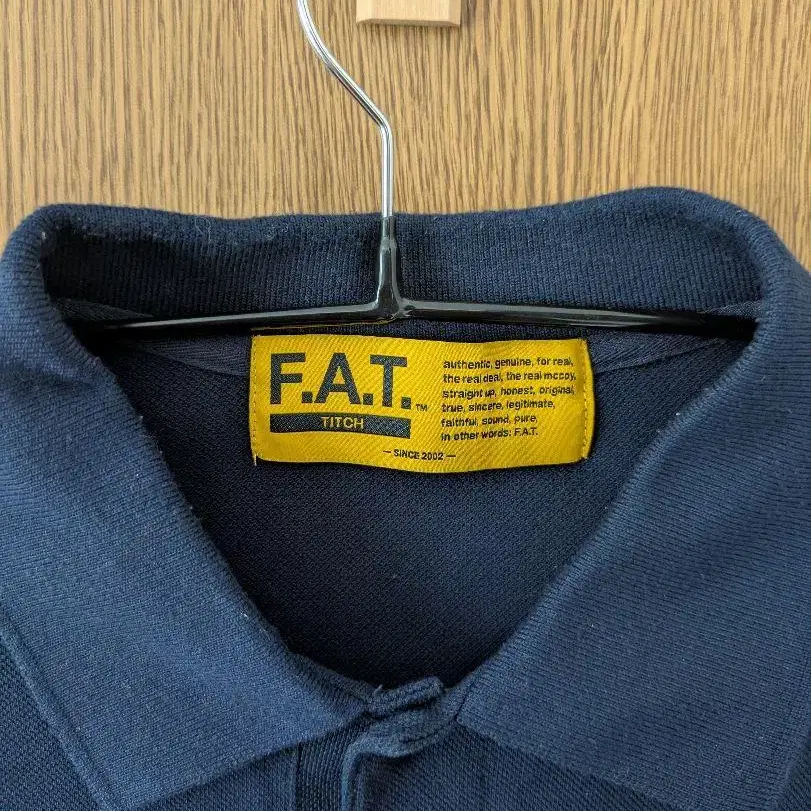 F.A.T.™
TITCH
authentic, genuine, for real,
the real deal, the real mccoy,
straight up, honest, original,
true, sincere, legitimate,
faithful, sound, pure,
in other words: F.A.T.
— SINCE 2002 —